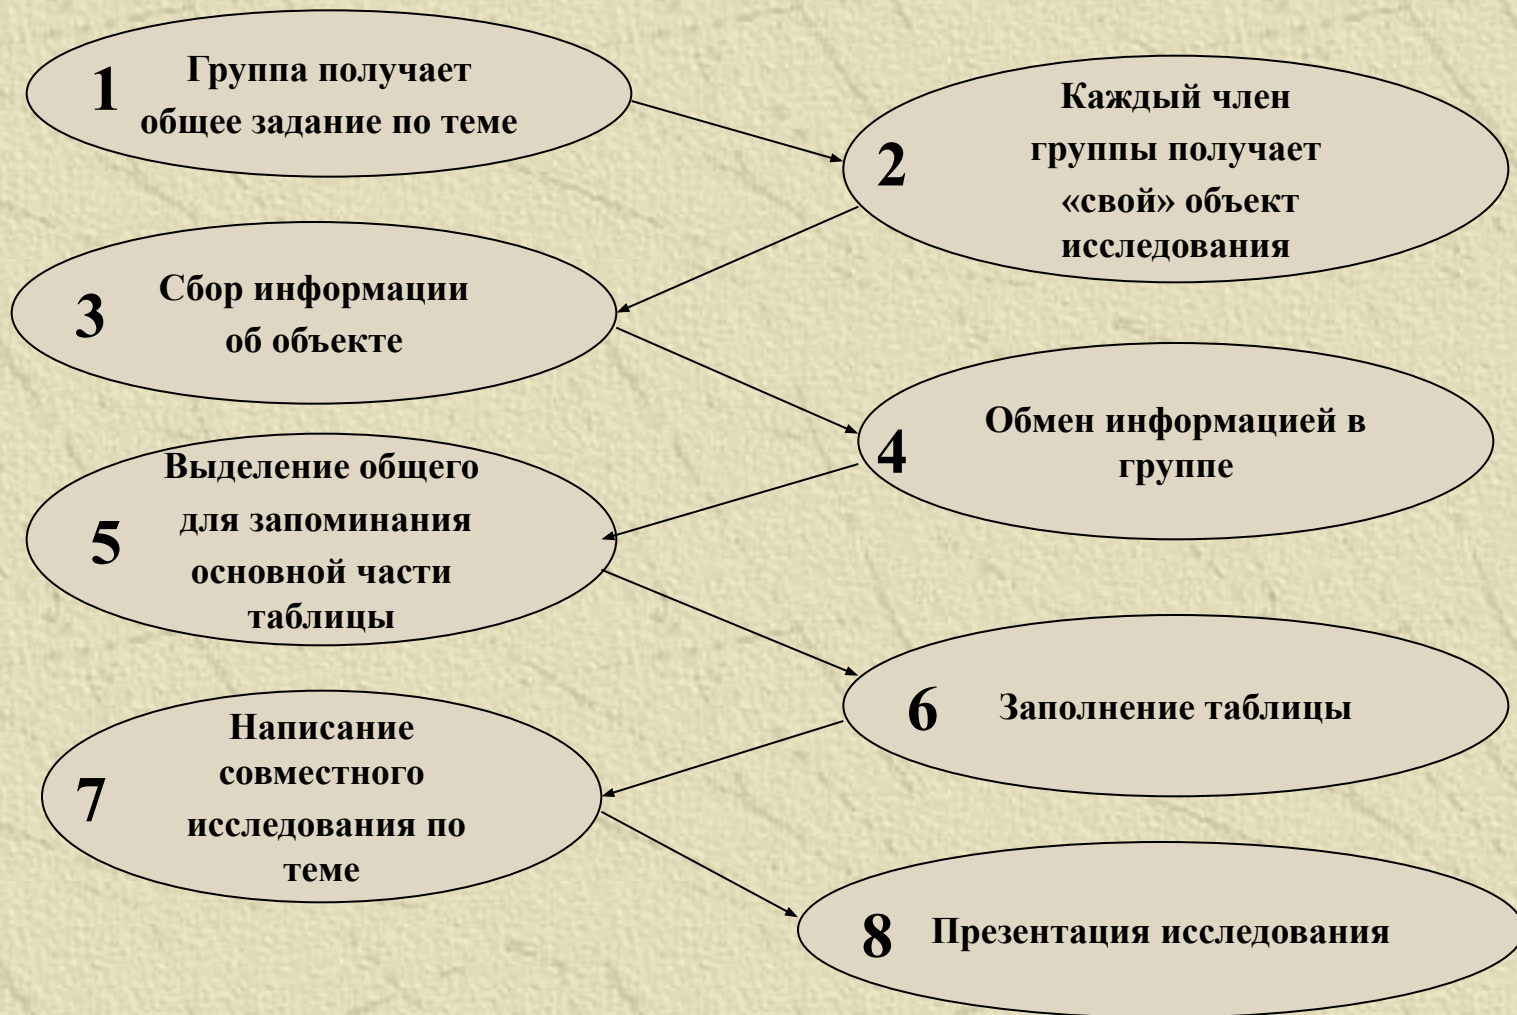 1
Группа получает
общее задание по теме
2
Каждый член
группы получает
«свой» объект
исследования
3
Сбор информации
об объекте
4
Обмен информацией в
группе
5
Выделение общего
для запоминания
основной части
таблицы
6
Заполнение таблицы
7
Написание
совместного
исследования по
теме
8
Презентация исследования